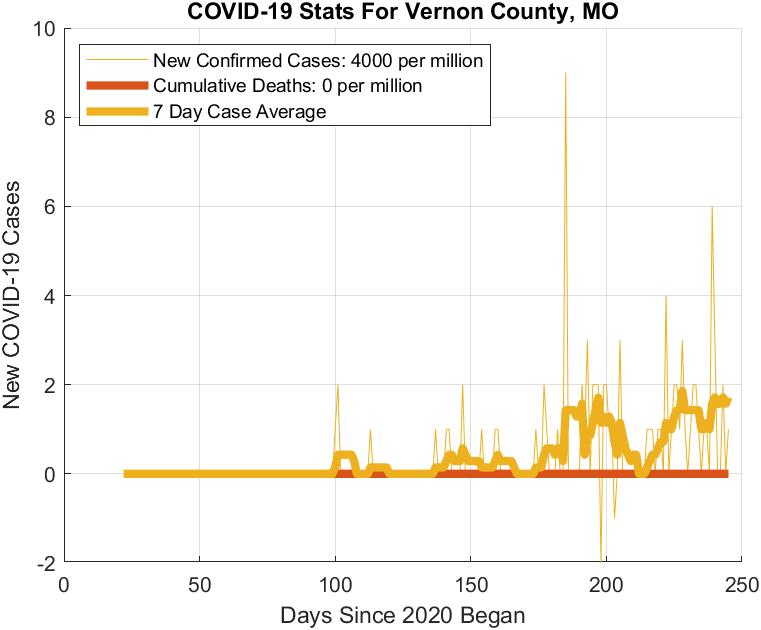 COVID-19 Stats For Vernon County, MO
10
New Confirmed Cases: 4000 per million
Cumulative Deaths: 0 per million
7 Day Case Average
8
6
4
2
0
-2
New COVID-19 Cases
0 50 100 150 200 250
Days Since 2020 Began